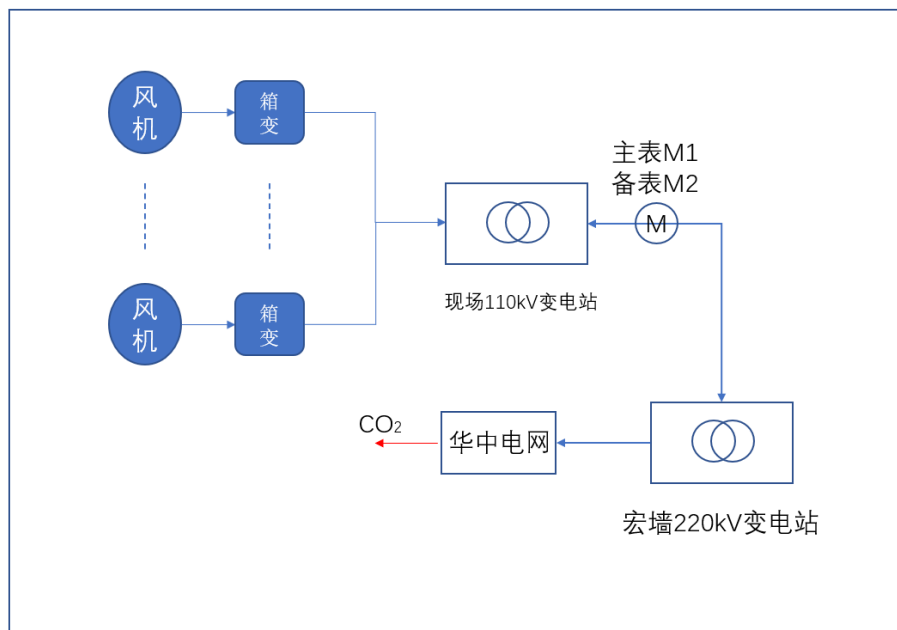 风
机
箱
变
主表M1
备表M2
M
现场110kV变电站
风
机
箱
变
CO₂
华中电网
宏墙220kV变电站